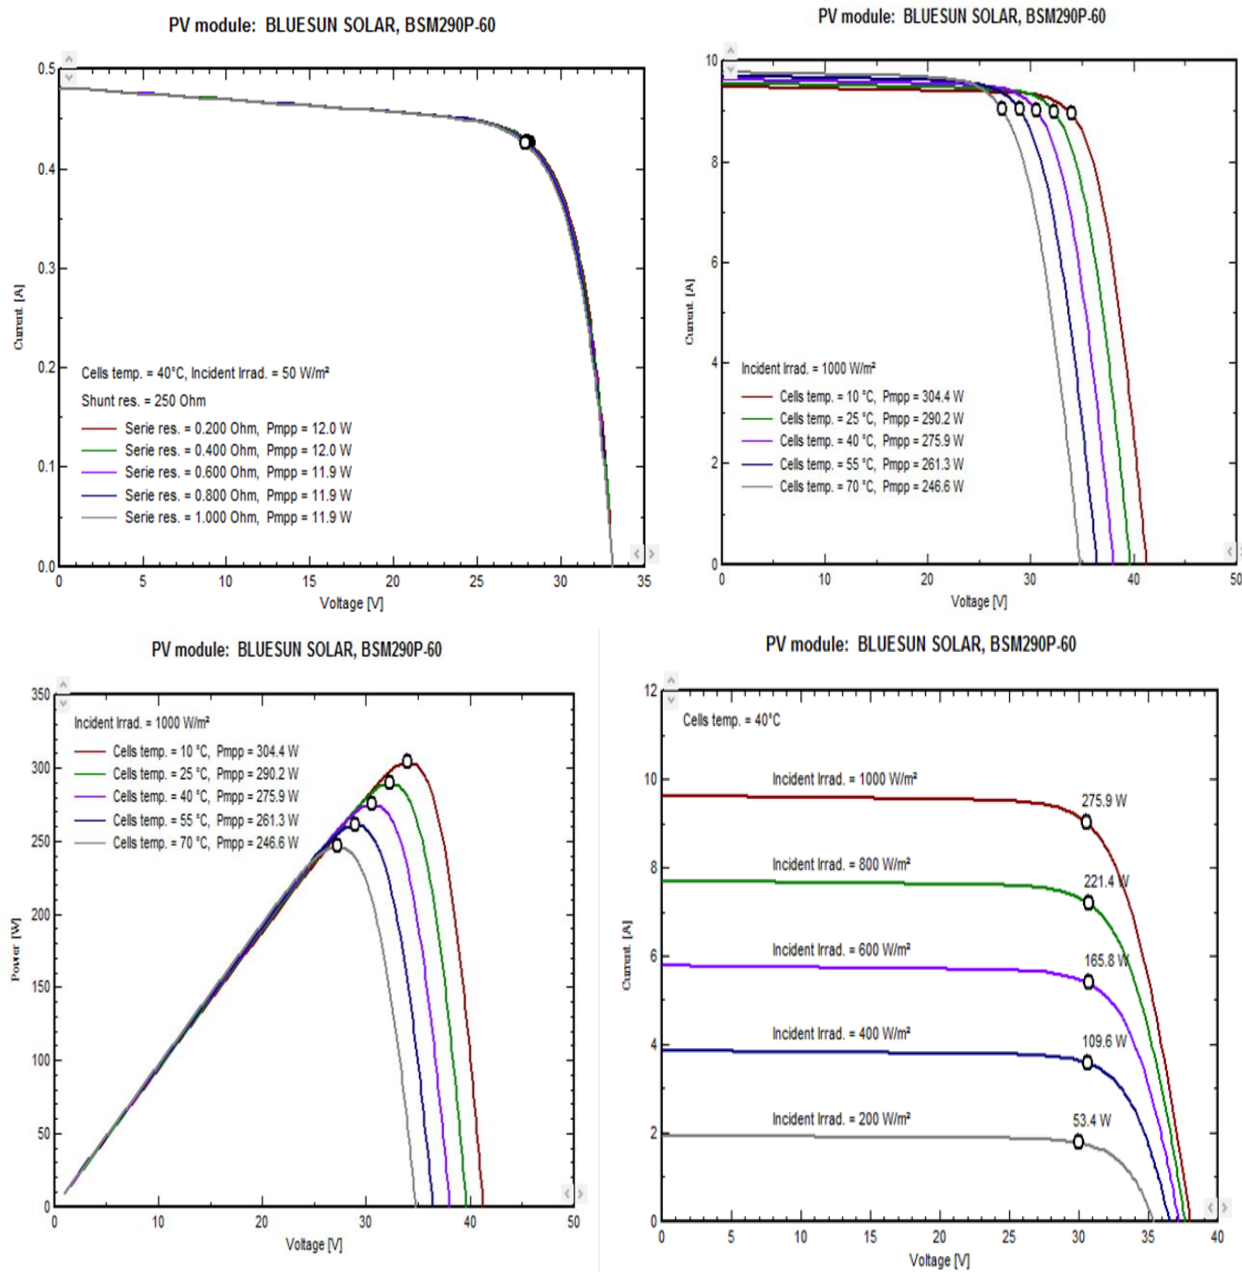 PV module: BLUESUN SOLAR, BSM290P-60
0.5
0.4
0.3
0.2
0.1
0.0
Current [A]
Cells temp. = 40°C, Incident Irrad. = 50 W/m²
Shunt res. = 250 Ohm
Serie res. = 0.200 Ohm, Pmpp = 12.0 W
Serie res. = 0.400 Ohm, Pmpp = 12.0 W
Serie res. = 0.600 Ohm, Pmpp = 11.9 W
Serie res. = 0.800 Ohm, Pmpp = 11.9 W
Serie res. = 1.000 Ohm, Pmpp = 11.9 W
0 5 10 15 20 25 30 35
Voltage [V]
PV module: BLUESUN SOLAR, BSM290P-60
10
8
6
4
2
0
Current [A]
Incident Irrad. = 1000 W/m²
Cells temp. = 10 °C, Pmpp = 304.4 W
Cells temp. = 25 °C, Pmpp = 290.2 W
Cells temp. = 40 °C, Pmpp = 275.9 W
Cells temp. = 55 °C, Pmpp = 261.3 W
Cells temp. = 70 °C, Pmpp = 246.6 W
0 10 20 30 40 50
Voltage [V]
PV module: BLUESUN SOLAR, BSM290P-60
350
300
250
200
150
100
50
0
Power [W]
Incident Irrad. = 1000 W/m²
Cells temp. = 10 °C, Pmpp = 304.4 W
Cells temp. = 25 °C, Pmpp = 290.2 W
Cells temp. = 40 °C, Pmpp = 275.9 W
Cells temp. = 55 °C, Pmpp = 261.3 W
Cells temp. = 70 °C, Pmpp = 246.6 W
0 10 20 30 40 50
Voltage [V]
PV module: BLUESUN SOLAR, BSM290P-60
12
10
8
6
4
2
0
Current [A]
Cells temp. = 40°C
Incident Irrad. = 1000 W/m²
275.9 W
Incident Irrad. = 800 W/m²
221.4 W
Incident Irrad. = 600 W/m²
165.8 W
Incident Irrad. = 400 W/m²
109.6 W
Incident Irrad. = 200 W/m²
53.4 W
0 5 10 15 20 25 30 35 40
Voltage [V]